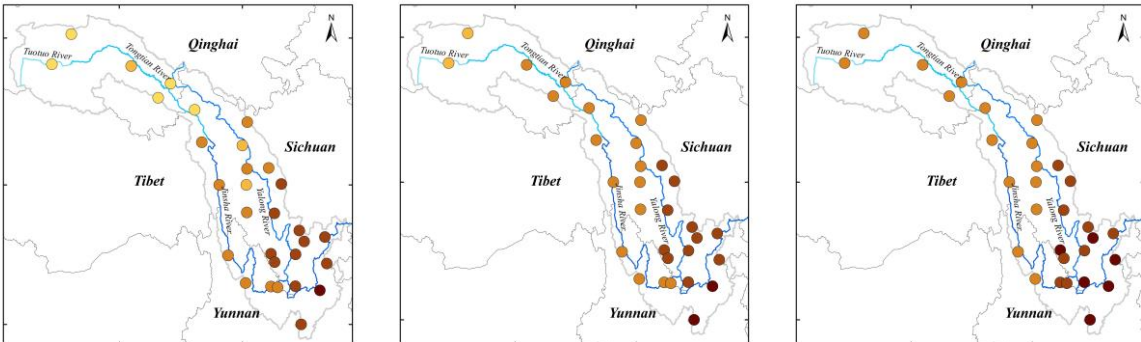 N
Qinghai
Tuotuo River
Tongtian River
Sichuan
Tibet
Jinsha River
Yalong River
Yunnan
N
Qinghai
Tuotuo River
Tongtian River
Sichuan
Tibet
Jinsha River
Yalong River
Yunnan
N
Qinghai
Tuotuo River
Tongtian River
Sichuan
Tibet
Jinsha River
Yalong River
Yunnan